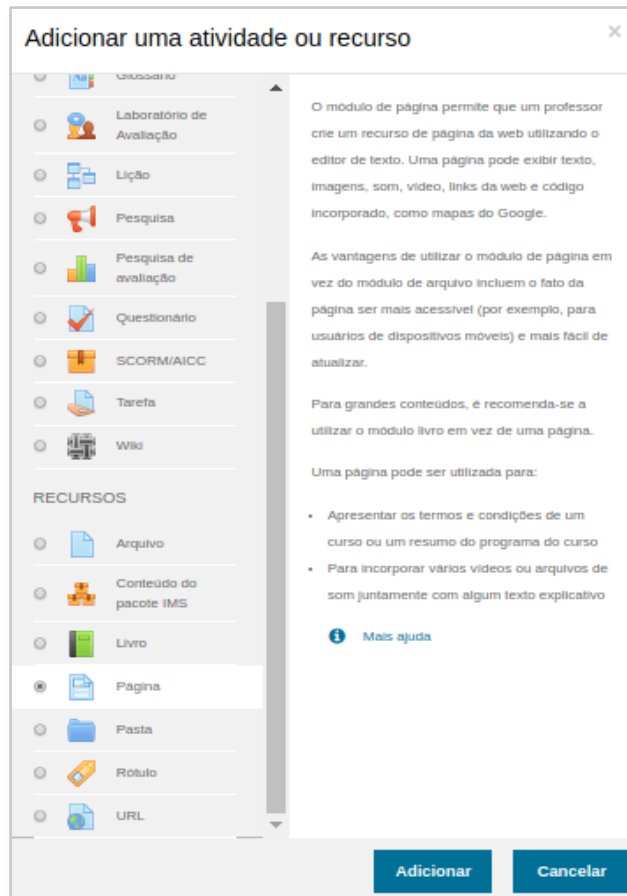 Adicionar uma atividade ou recurso
×
Glossário
Laboratório de
Avaliação
Lição
Pesquisa
Pesquisa de
avaliação
Questionário
SCORM/AICC
Tarefa
Wiki
RECURSOS
Arquivo
Conteúdo do
pacote IMS
Livro
Página
Pasta
Rótulo
URL
O módulo de página permite que um professor
crie um recurso de página da web utilizando o
editor de texto. Uma página pode exibir texto,
imagens, som, vídeo, links da web e código
incorporado, como mapas do Google.
As vantagens de utilizar o módulo de página em
vez do módulo de arquivo incluem o fato da
página ser mais acessível (por exemplo, para
usuários de dispositivos móveis) e mais fácil de
atualizar.
Para grandes conteúdos, é recomenda-se a
utilizar o módulo livro em vez de uma página.
Uma página pode ser utilizada para:
• Apresentar os termos e condições de um
curso ou um resumo do programa do curso
• Para incorporar vários vídeos ou arquivos de
som juntamente com algum texto explicativo
Mais ajuda
Adicionar
Cancelar